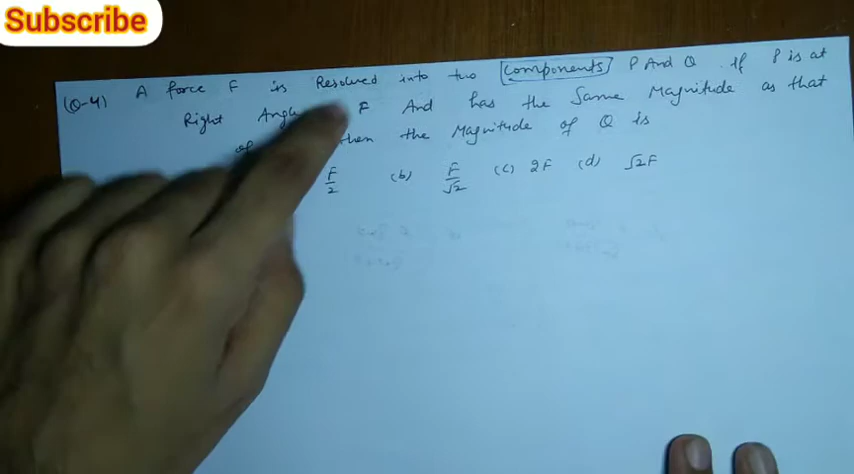 Subscribe
(Q-4) A force F is Resolved into two components P And Q. If P is at
Right Angle F And has the Same Magnitude as that
of then the Magnitude of Q is
F/2 (b) F/√2 (c) 2F (d) √2F